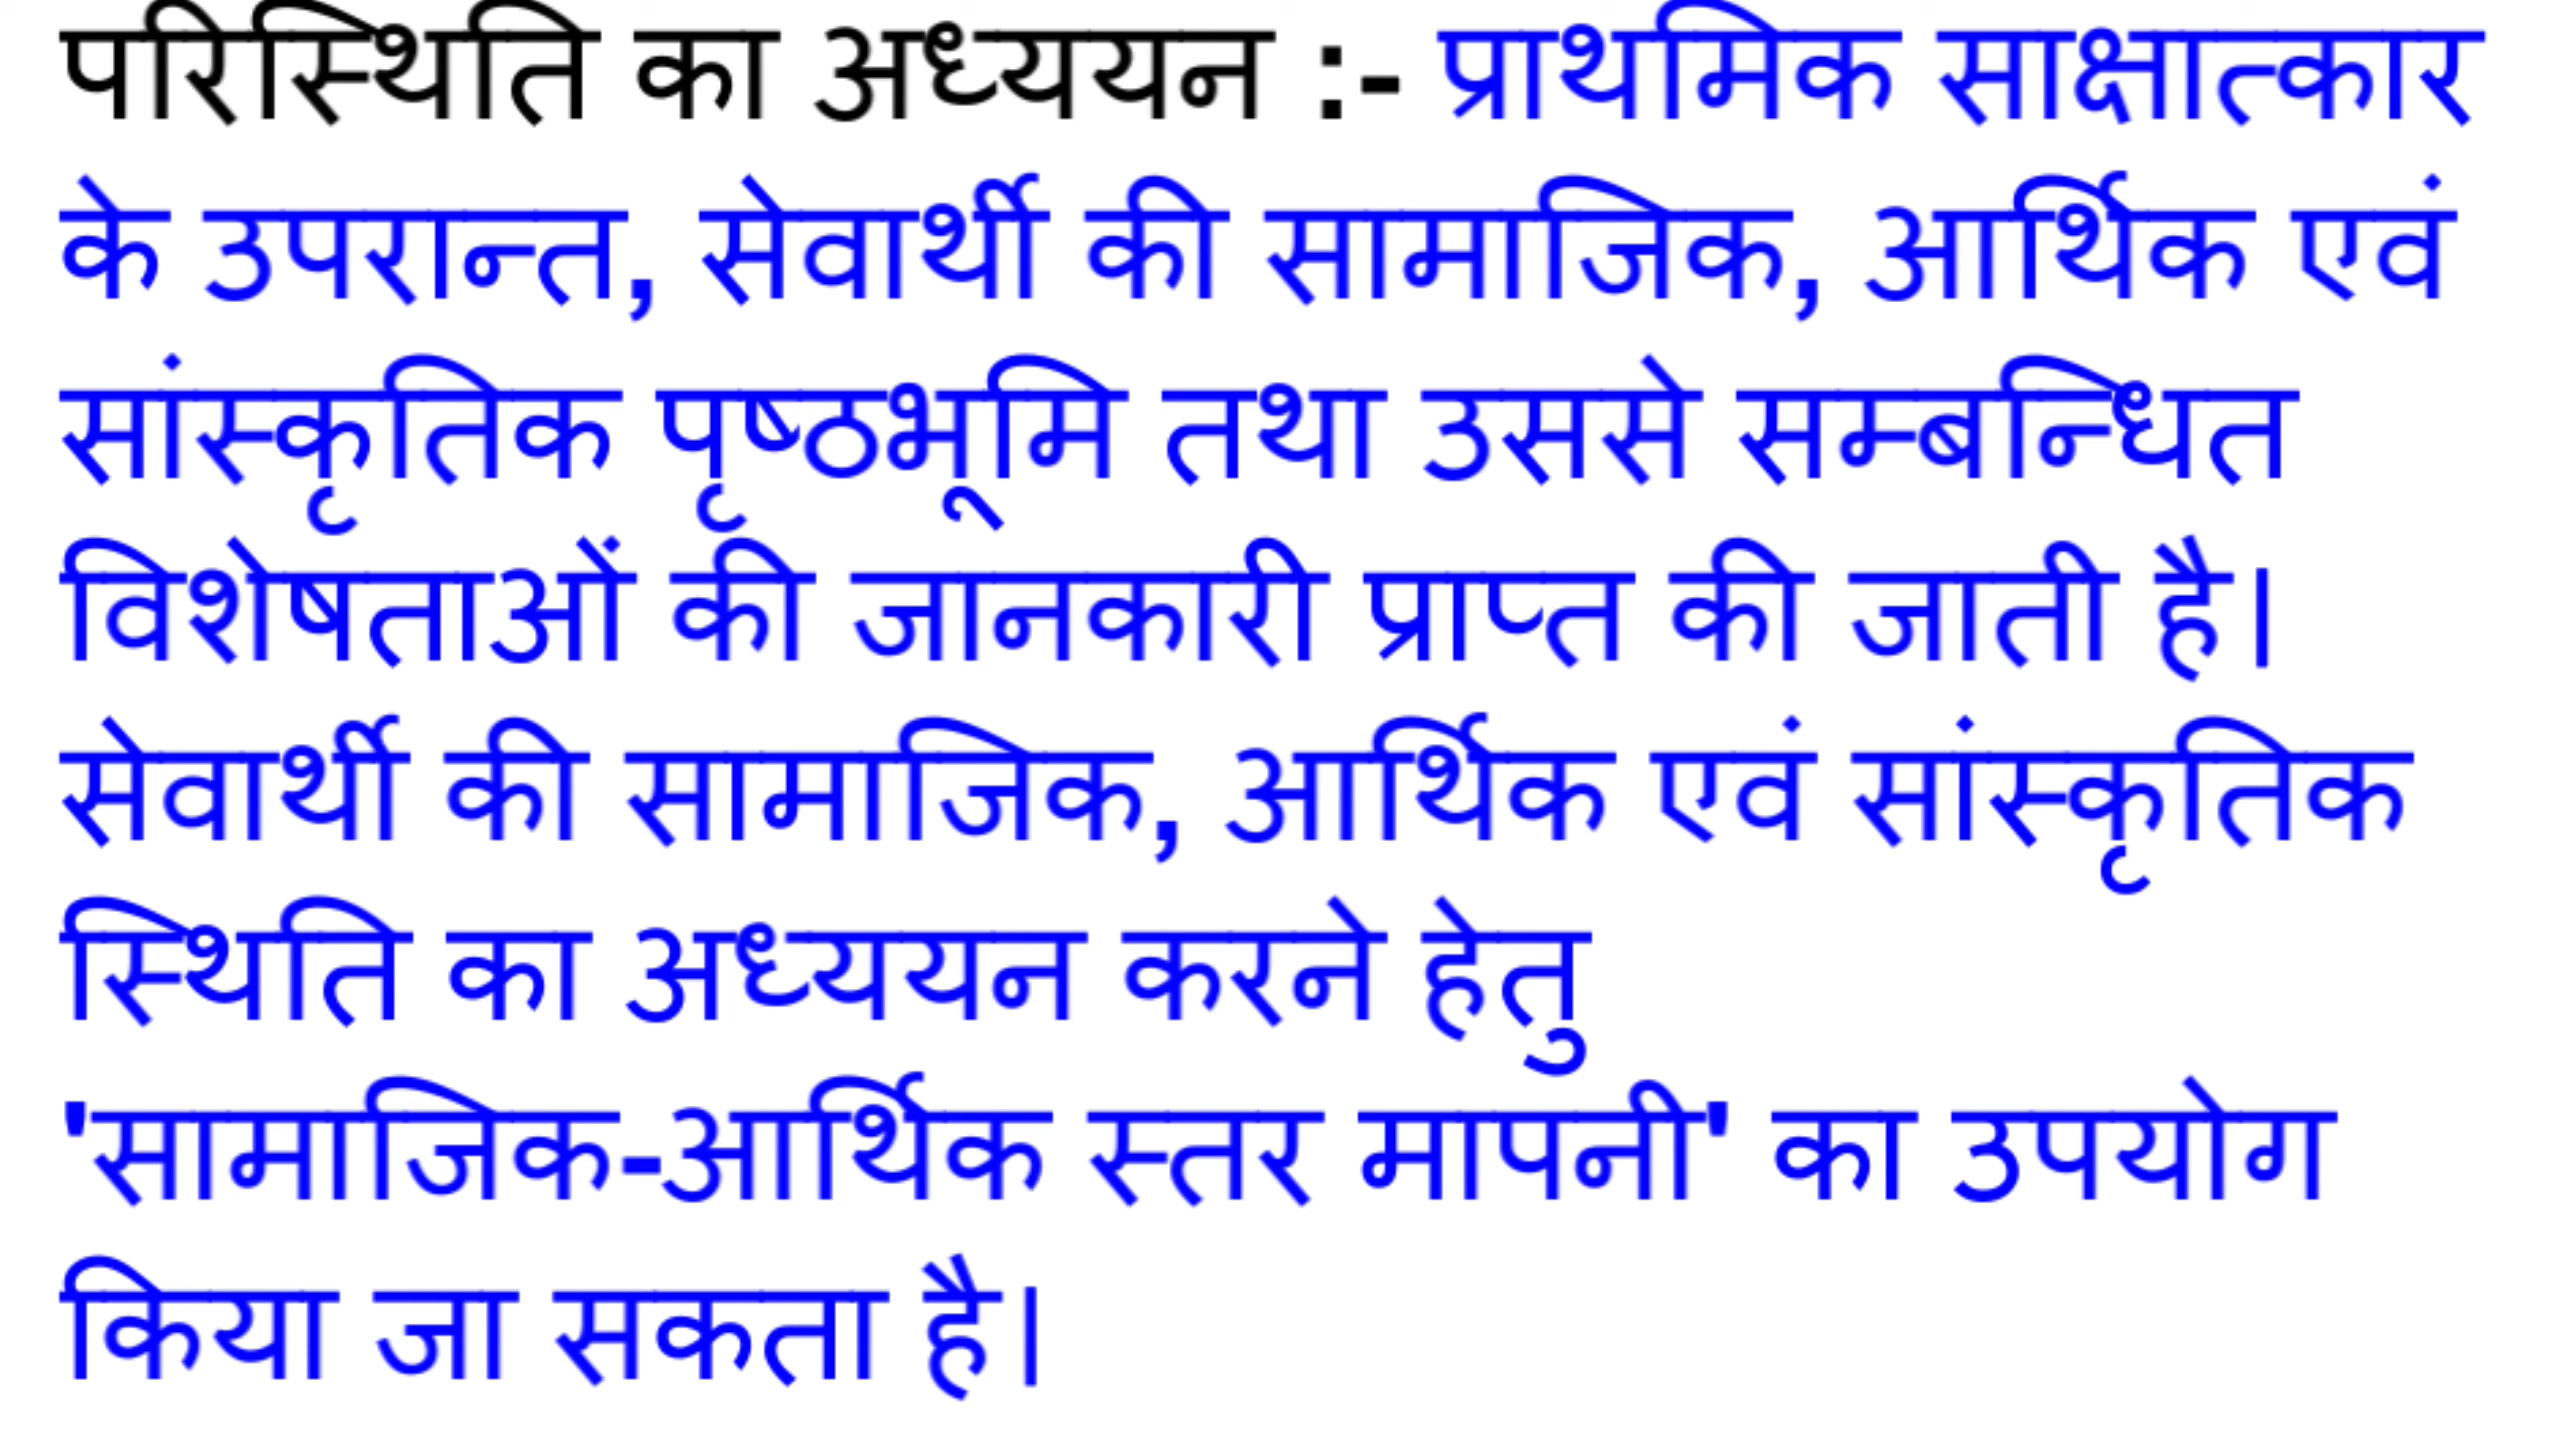 परिस्थिति का अध्ययन :- प्राथमिक साक्षात्कार
के उपरान्त, सेवार्थी की सामाजिक, आर्थिक एवं
सांस्कृतिक पृष्ठभूमि तथा उससे सम्बन्धित
विशेषताओं की जानकारी प्राप्त की जाती है।
सेवार्थी की सामाजिक, आर्थिक एवं सांस्कृतिक
स्थिति का अध्ययन करने हेतु
'सामाजिक-आर्थिक स्तर मापनी' का उपयोग
किया जा सकता है।